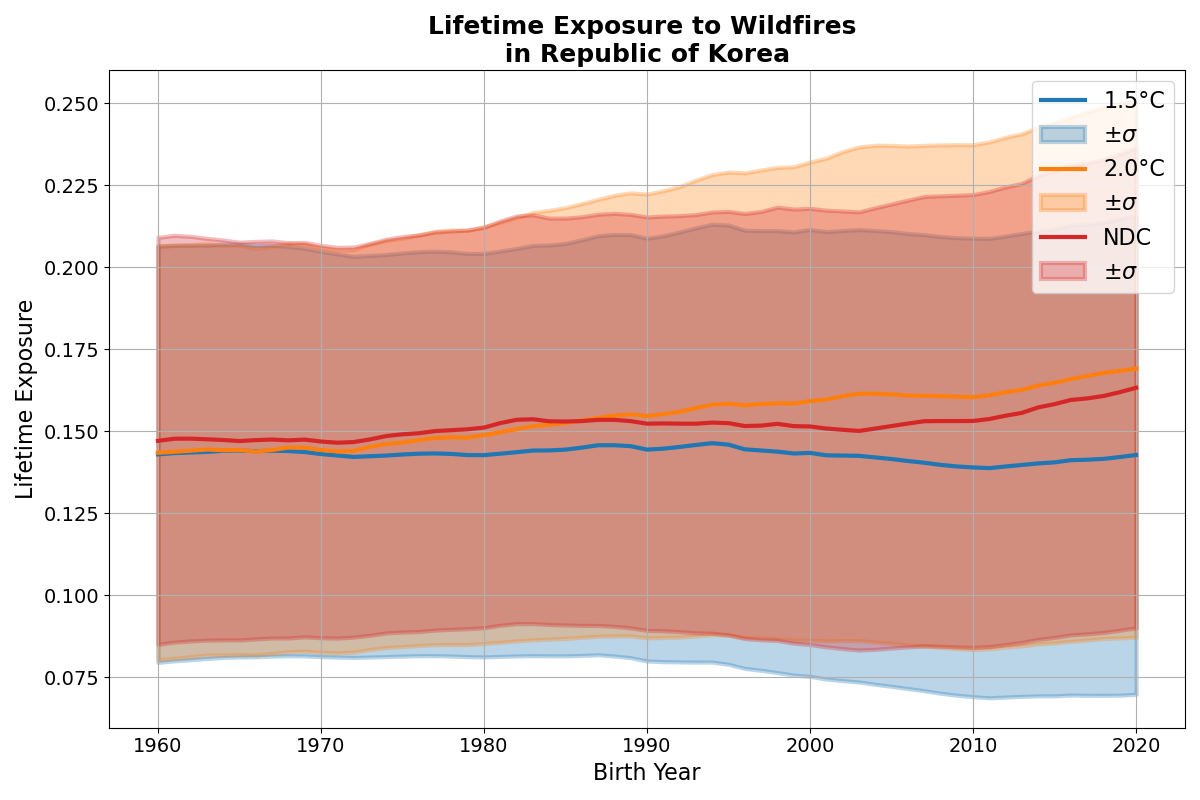 Lifetime Exposure to Wildfires
in Republic of Korea
1.5°C
±σ
2.0°C
±σ
NDC
±σ
Lifetime Exposure
0.250
0.225
0.200
0.175
0.150
0.125
0.100
0.075
1960
1970
1980
1990
2000
2010
2020
Birth Year